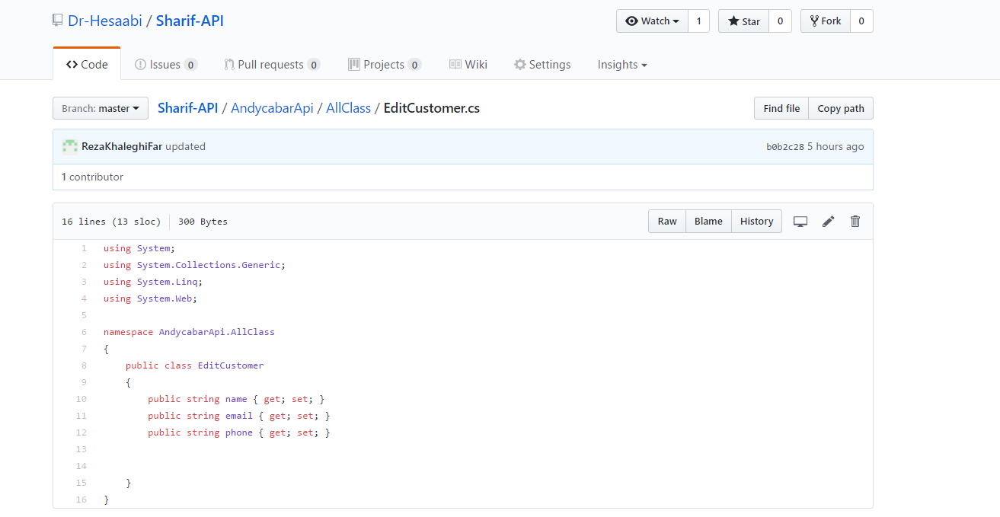 Dr-Hesaabi / Sharif-API Watch 1 Star 0 Fork 0
Code Issues 0 Pull requests 0 Projects 0 Wiki Settings Insights
Branch: master Sharif-API / AndycabarApi / AllClass / EditCustomer.cs Find file Copy path
RezaKhaleghiFar updated b0b2c28 5 hours ago
1 contributor
16 lines (13 sloc) 300 Bytes Raw Blame History
1 using System;
2 using System.Collections.Generic;
3 using System.Linq;
4 using System.Web;
5
6 namespace AndycabarApi.AllClass
7 {
8 public class EditCustomer
9 {
10 public string name { get; set; }
11 public string email { get; set; }
12 public string phone { get; set; }
13
14
15 }
16 }